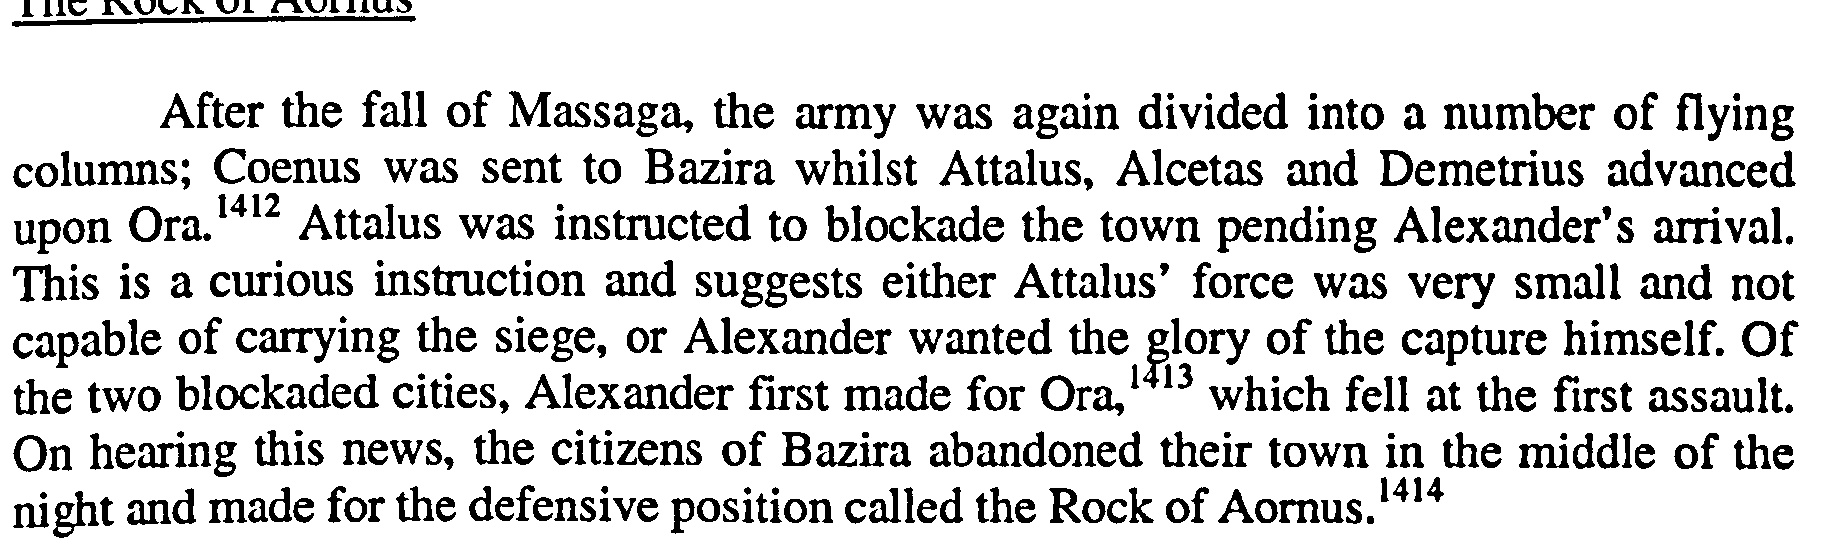 The Rock of Aornus
After the fall of Massaga, the army was again divided into a number of flying
columns; Coenus was sent to Bazira whilst Attalus, Alcetas and Demetrius advanced
upon Ora.1412 Attalus was instructed to blockade the town pending Alexander's arrival.
This is a curious instruction and suggests either Attalus' force was very small and not
capable of carrying the siege, or Alexander wanted the glory of the capture himself. Of
the two blockaded cities, Alexander first made for Ora,1413 which fell at the first assault.
On hearing this news, the citizens of Bazira abandoned their town in the middle of the
night and made for the defensive position called the Rock of Aornus.1414